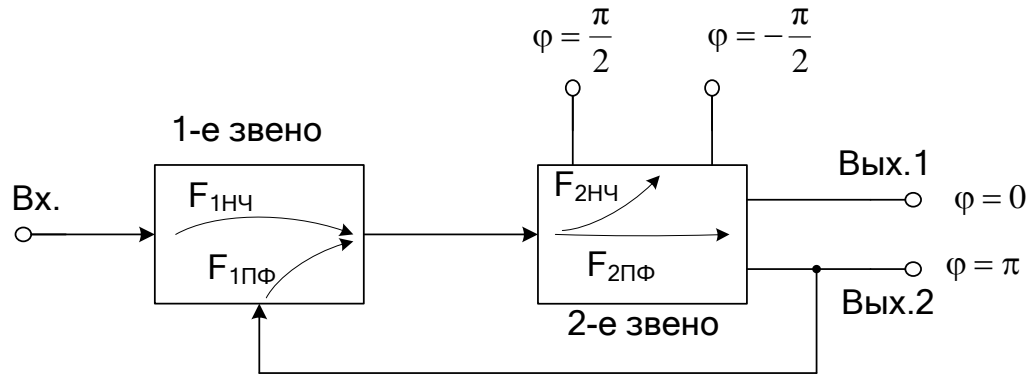 φ = π/2
φ = −π/2
1-е звено
Вх.
F1НЧ
F1ПФ
F2НЧ
F2ПФ
Вых.1
φ = 0
φ = π
Вых.2
2-е звено